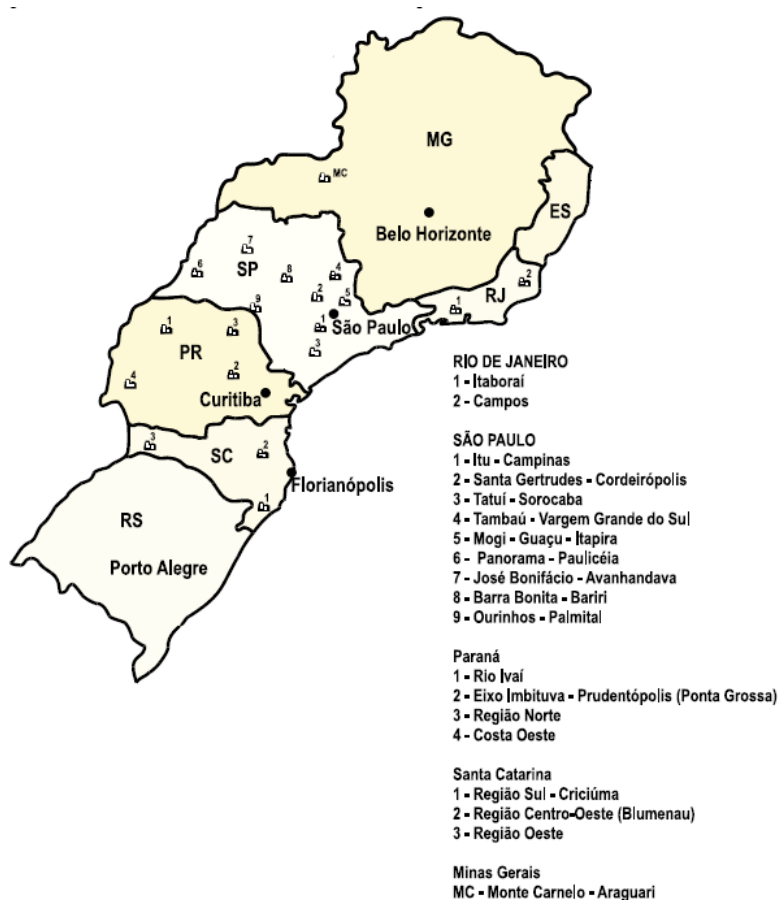 MG
MC
Belo Horizonte
ES
7
6
SP
8
4
2
5
9
1
São Paulo
3
RJ
1
2
1
3
PR
4
2
Curitiba
3
SC
2
Florianópolis
1
RS
Porto Alegre
RIO DE JANEIRO
1 - Itaboraí
2 - Campos
SÃO PAULO
1 - Itu - Campinas
2 - Santa Gertrudes - Cordeirópolis
3 - Tatuí - Sorocaba
4 - Tambaú - Vargem Grande do Sul
5 - Mogi - Guaçu - Itapira
6 - Panorama - Paulicéia
7 - José Bonifácio - Avanhandava
8 - Barra Bonita - Bariri
9 - Ourinhos - Palmital
Paraná
1 - Rio Ivaí
2 - Eixo Imbituva - Prudentópolis (Ponta Grossa)
3 - Região Norte
4 - Costa Oeste
Santa Catarina
1 - Região Sul - Criciúma
2 - Região Centro-Oeste (Blumenau)
3 - Região Oeste
Minas Gerais
MC - Monte Carnelo - Araguari